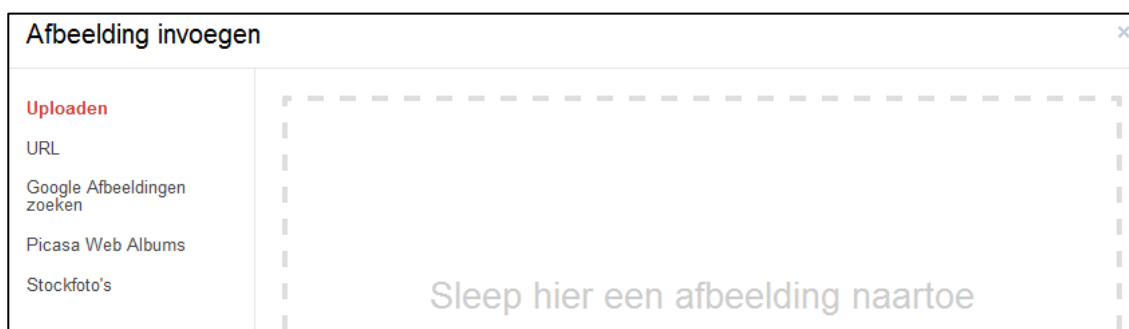 Afbeelding invoegen
×
Uploaden
URL
Google Afbeeldingen
zoeken
Picasa Web Albums
Stockfoto's
Sleep hier een afbeelding naartoe